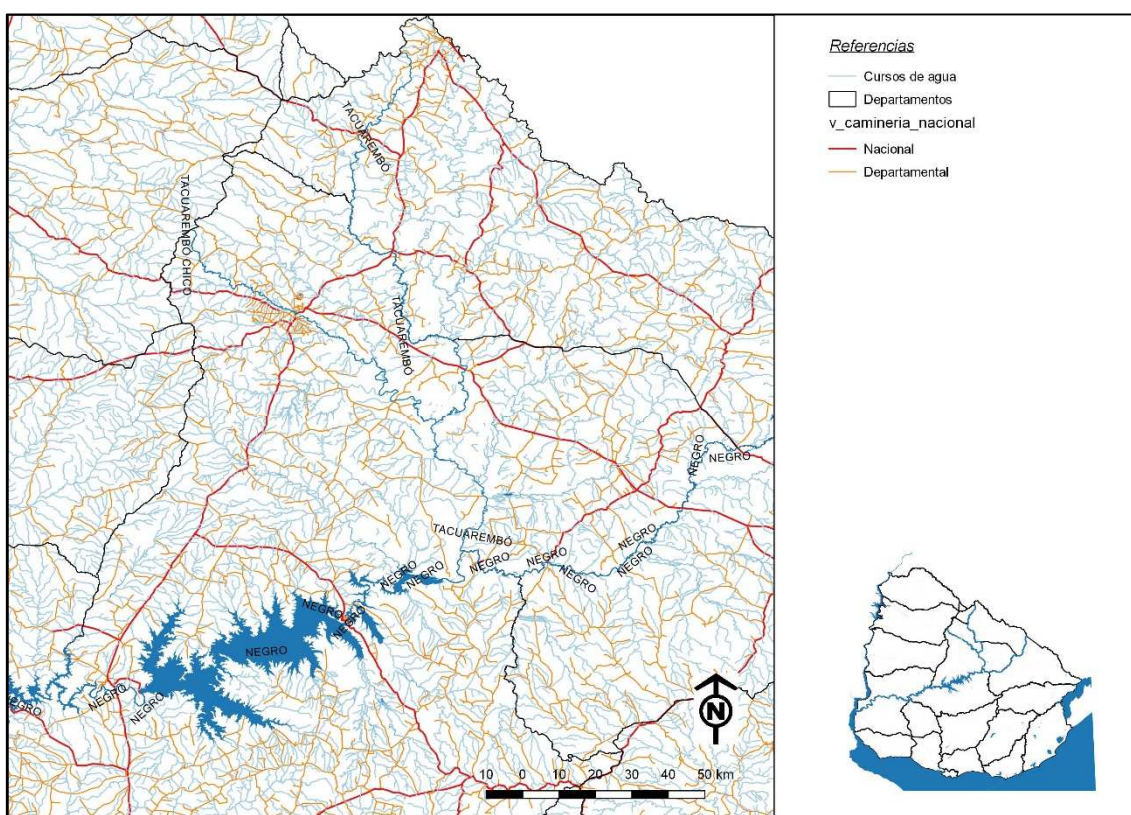 Referencias
Cursos de agua
Departamentos
v_camineria_nacional
Nacional
Departamental
TACUAREMBÓ
TACUAREMBÓ CHICO
TACUAREMBÓ
NEGRO
NEGRO
TACUAREMBÓ
NEGRO
NEGRO
NEGRO
NEGRO
NEGRO
NEGRO
NEGRO
NEGRO
NEGRO
NEGRO
NEGRO
NEGRO
NEGRO
N
10 0 10 20 30 40 50 km